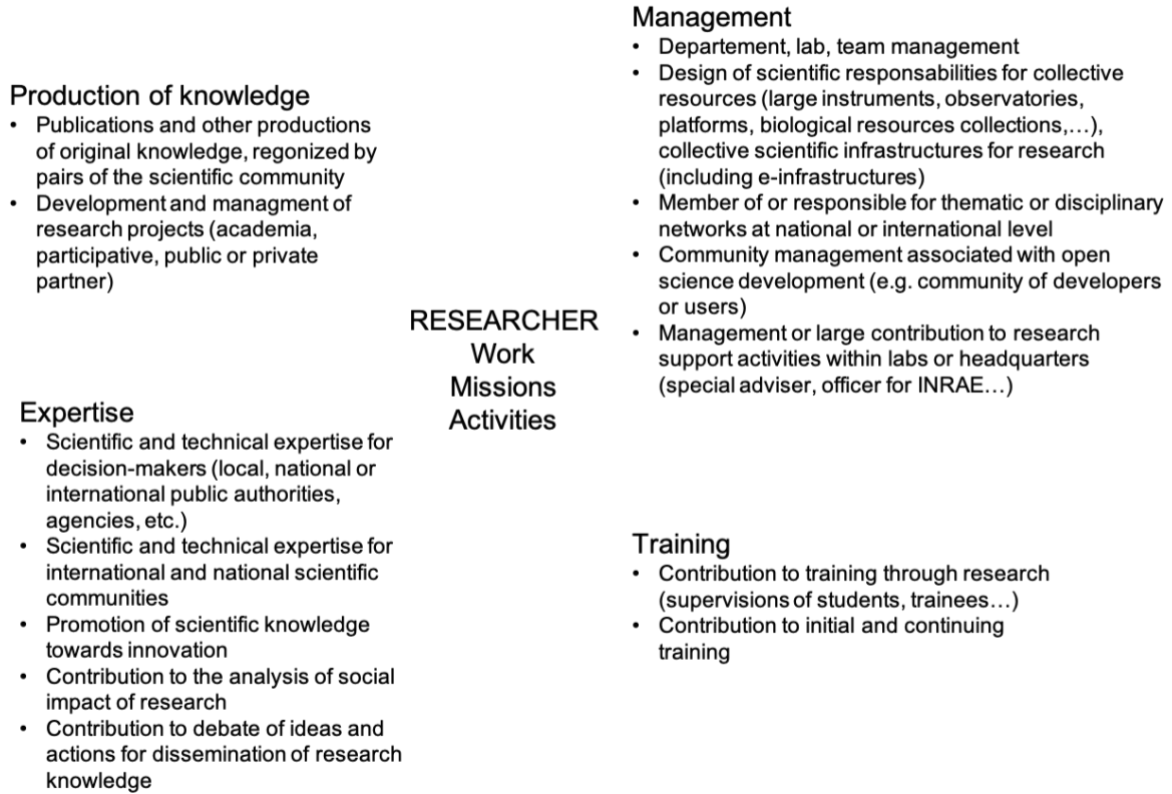 Production of knowledge
• Publications and other productions
of original knowledge, regonized by
pairs of the scientific community
• Development and managment of
research projects (academia,
participative, public or private
partner)
Management
• Departement, lab, team management
• Design of scientific responsabilities for collective
resources (large instruments, observatories,
platforms, biological resources collections,…),
collective scientific infrastructures for research
(including e-infrastructures)
• Member of or responsible for thematic or disciplinary
networks at national or international level
• Community management associated with open
science development (e.g. community of developers
or users)
• Management or large contribution to research
support activities within labs or headquarters
(special adviser, officer for INRAE…)
RESEARCHER
Work
Missions
Activities
Expertise
• Scientific and technical expertise for
decision-makers (local, national or
international public authorities,
agencies, etc.)
• Scientific and technical expertise for
international and national scientific
communities
• Promotion of scientific knowledge
towards innovation
• Contribution to the analysis of social
impact of research
• Contribution to debate of ideas and
actions for dissemination of research
knowledge
Training
• Contribution to training through research
(supervisions of students, trainees…)
• Contribution to initial and continuing
training